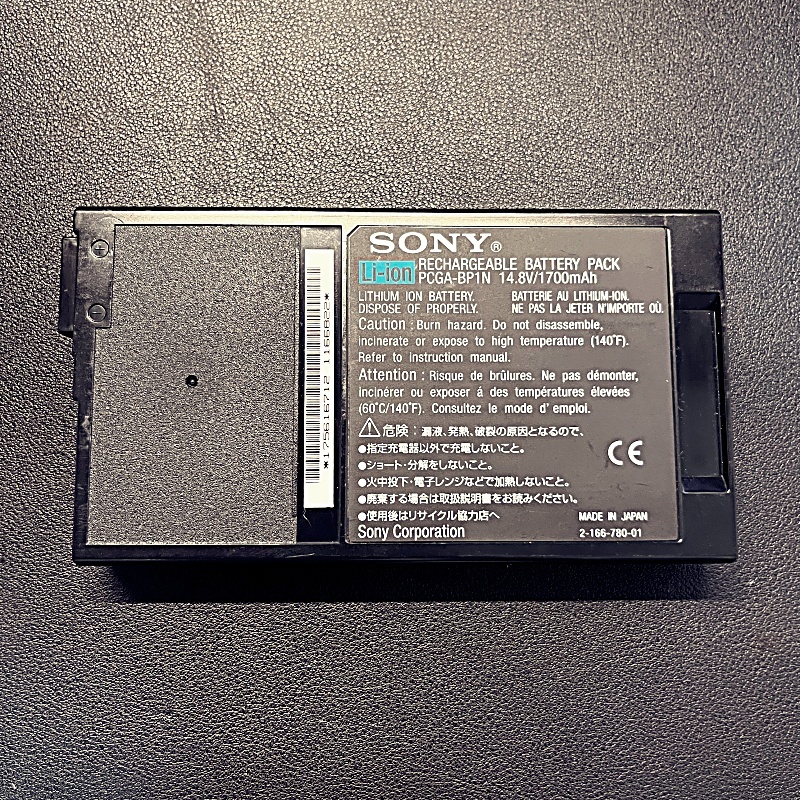 SONY®
Li-ion RECHARGEABLE BATTERY PACK
PCGA-BP1N 14.8V/1700mAh
LITHIUM ION BATTERY. BATTERIE AU LITHIUM-ION.
DISPOSE OF PROPERLY. NE PAS LA JETER N'IMPORTE OÙ.
Caution : Burn hazard. Do not disassemble,
incinerate or expose to high temperature (140˚F).
Refer to instruction manual.
Attention : Risque de brûlures. Ne pas démonter,
incinérer ou exposer á des températures élevées
(60˚C/140˚F). Consultez le mode d' emploi.
⚠危険：漏液、発熱、破裂の原因となるので、
●指定充電器以外で充電しないこと。
●ショート・分解をしないこと。
●火中投下・電子レンジなどで加熱しないこと。
●廃棄する場合は取扱説明書をお読みください。
●使用後はリサイクル協力店へ
Sony Corporation
CE
MADE IN JAPAN
2-166-780-01
*175616712 1166822*